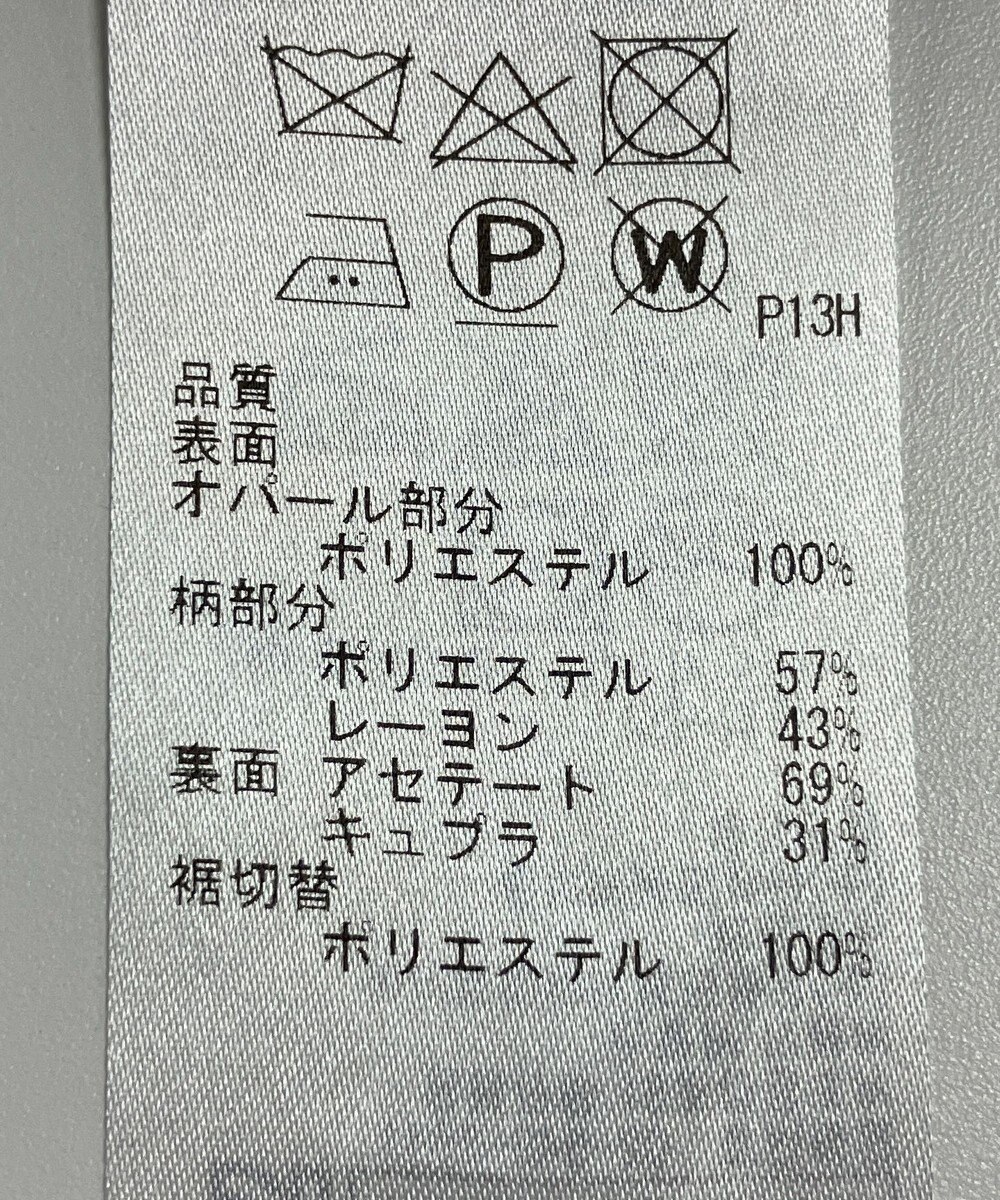 P W
P13H
品質
表面
オパール部分
ポリエステル 100%
柄部分
ポリエステル 57%
レーヨン 43%
裏面 アセテート 69%
キュプラ 31%
裾切替
ポリエステル 100%